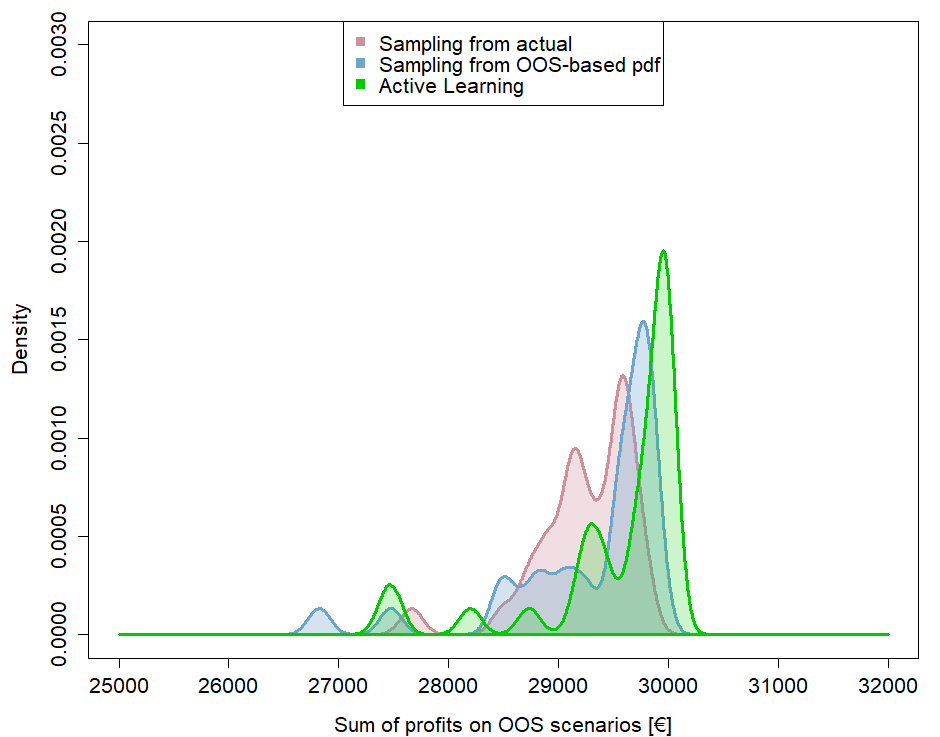 Sampling from actual
Sampling from OOS-based pdf
Active Learning
Density
0.0030
0.0025
0.0020
0.0015
0.0010
0.0005
0.0000
25000 26000 27000 28000 29000 30000 31000 32000
Sum of profits on OOS scenarios [€]